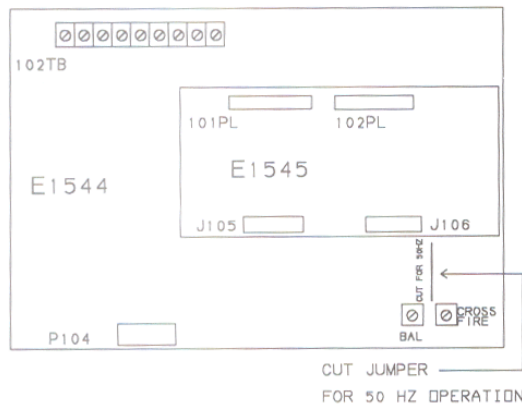 102TB
101PL
102PL
E1545
E1544
J105
J106
CUT FOR 50HZ
CROSS
FIRE
BAL
P104
CUT JUMPER
FOR 50 HZ OPERATION